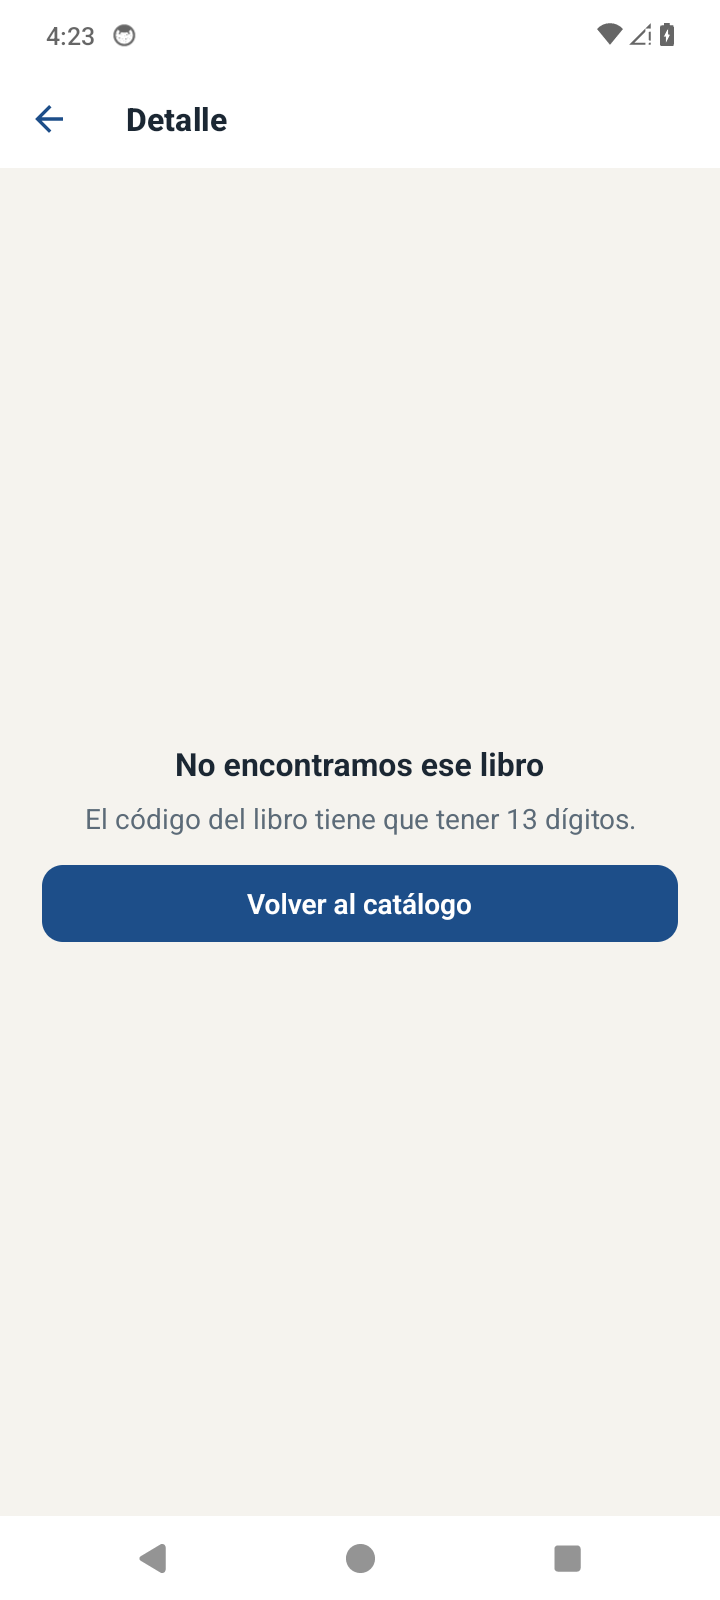 4:23
Detalle
No encontramos ese libro
El código del libro tiene que tener 13 dígitos.
Volver al catálogo